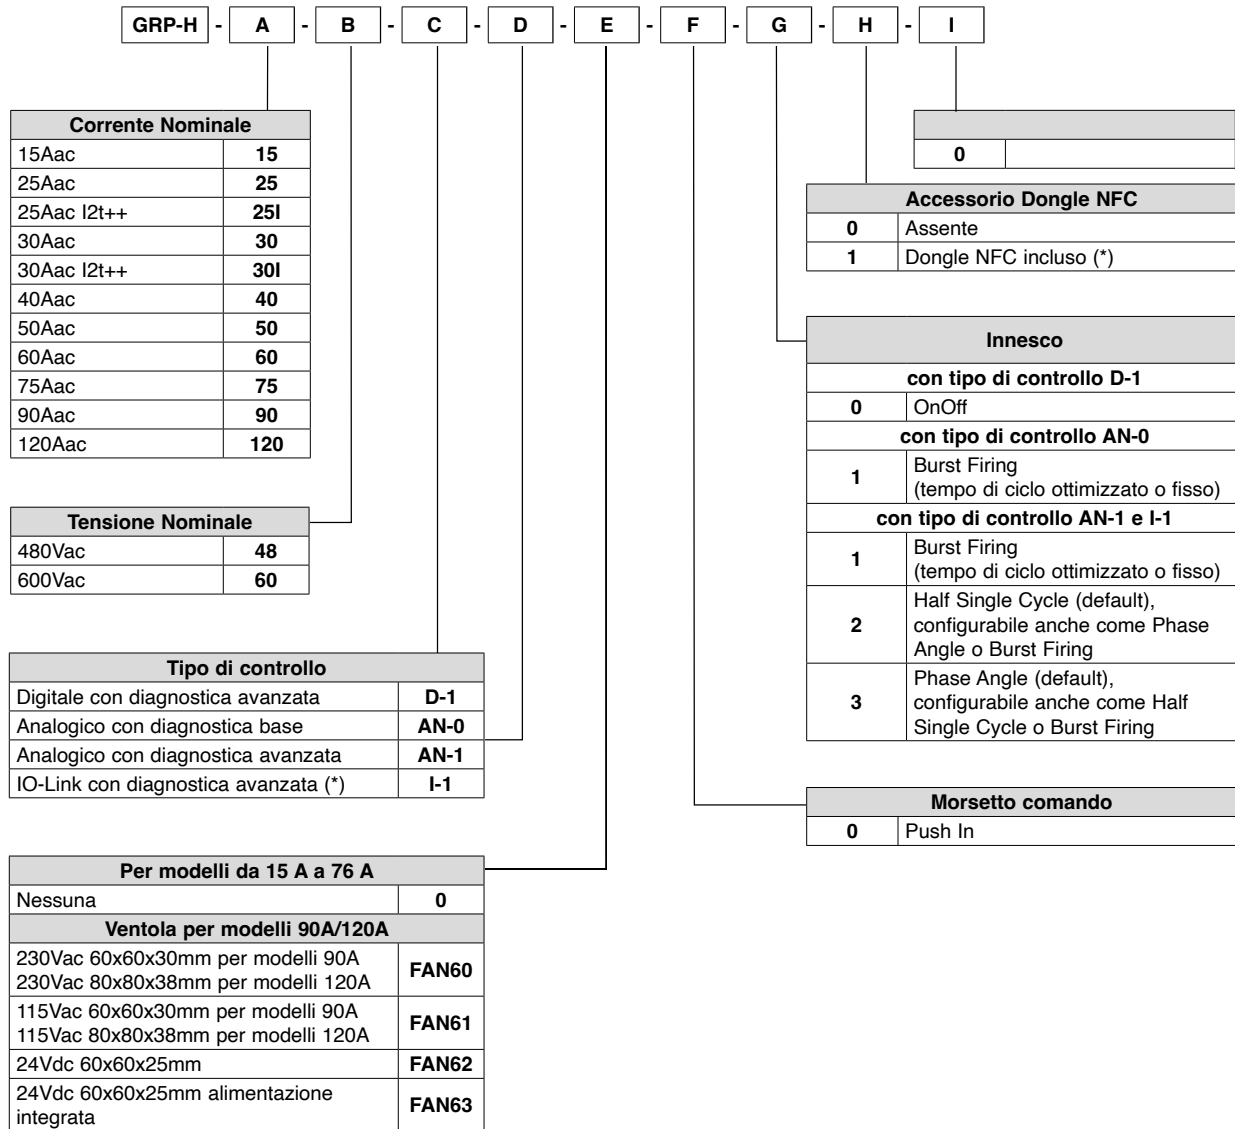 GRP-H - A - B - C - D - E - F - G - H - I
Corrente Nominale
15Aac 15
25Aac 25
25Aac I2t++ 25I
30Aac 30
30Aac I2t++ 30I
40Aac 40
50Aac 50
60Aac 60
75Aac 75
90Aac 90
120Aac 120
Tensione Nominale
480Vac 48
600Vac 60
Tipo di controllo
Digitale con diagnostica avanzata D-1
Analogico con diagnostica base AN-0
Analogico con diagnostica avanzata AN-1
IO-Link con diagnostica avanzata (*) I-1
Per modelli da 15 A a 76 A
Nessuna 0
Ventola per modelli 90A/120A
230Vac 60x60x30mm per modelli 90A
230Vac 80x80x38mm per modelli 120A
FAN60
115Vac 60x60x30mm per modelli 90A
115Vac 80x80x38mm per modelli 120A
FAN61
24Vdc 60x60x25mm FAN62
24Vdc 60x60x25mm alimentazione
integrata
FAN63
0
Accessorio Dongle NFC
0 Assente
1 Dongle NFC incluso (*)
Innesco
con tipo di controllo D-1
0 OnOff
con tipo di controllo AN-0
1
Burst Firing
(tempo di ciclo ottimizzato o fisso)
con tipo di controllo AN-1 e I-1
1
Burst Firing
(tempo di ciclo ottimizzato o fisso)
2
Half Single Cycle (default),
configurabile anche come Phase
Angle o Burst Firing
3
Phase Angle (default),
configurabile anche come Half
Single Cycle o Burst Firing
Morsetto comando
0 Push In